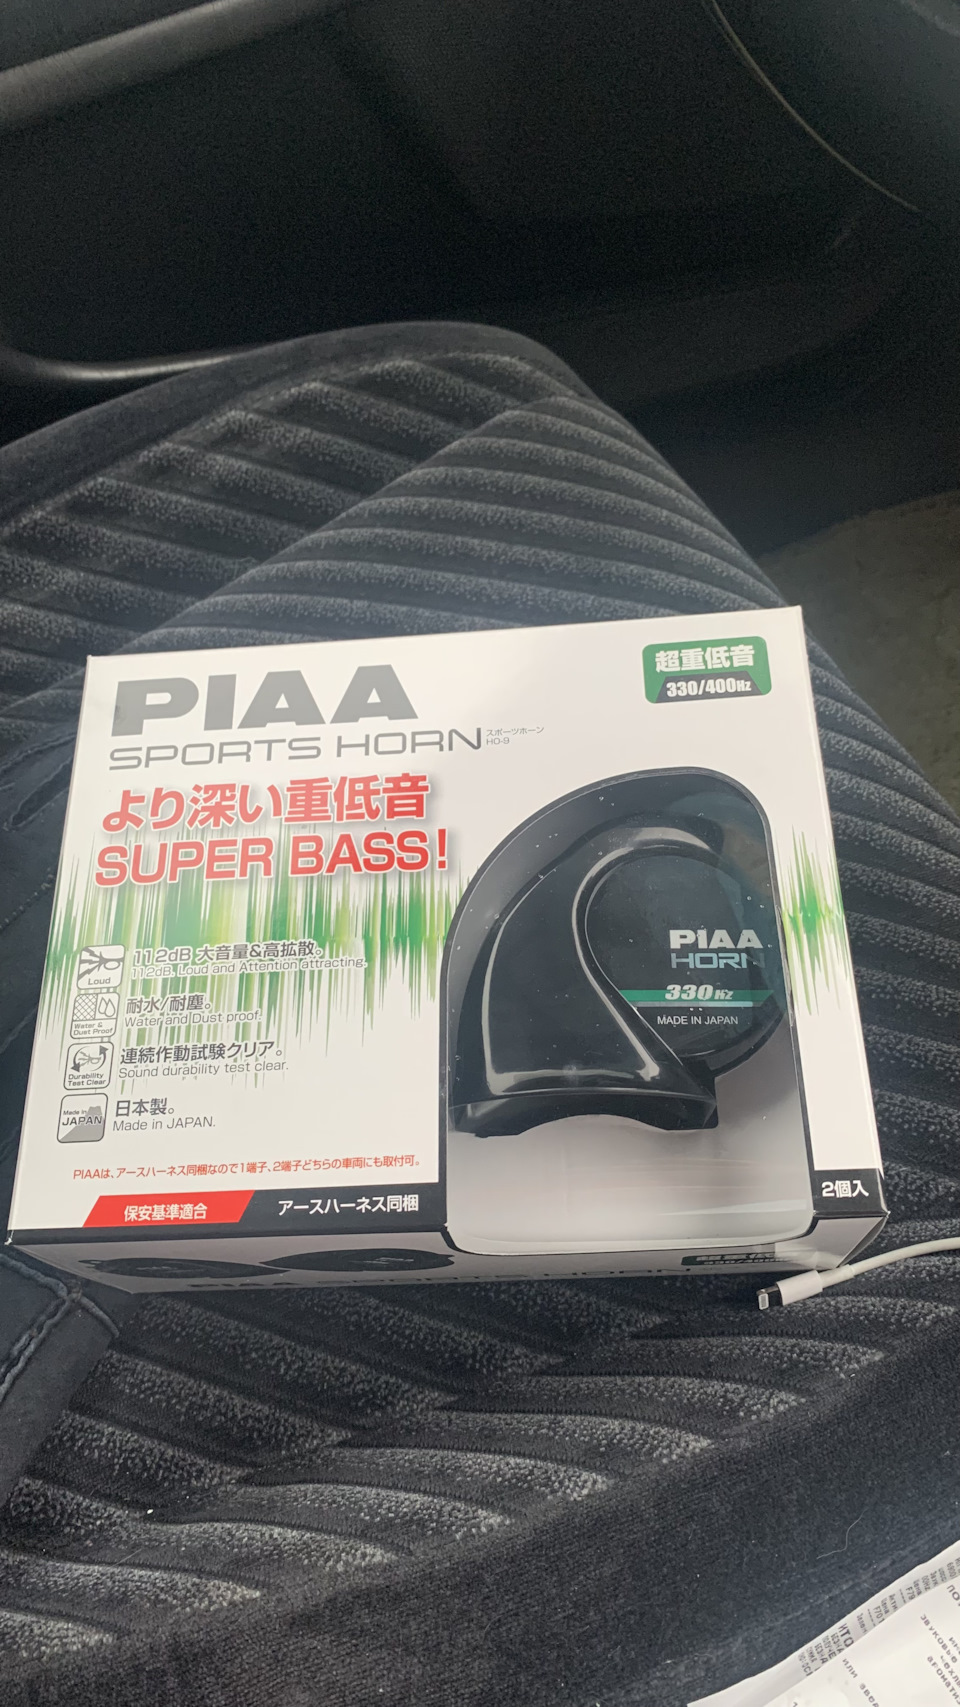 PIAA
SPORTS HORN スポーツホーン HO-9
超重低音
330/400Hz
より深い重低音
SUPER BASS!
Loud
112dB 大音量&高拡散。
112dB. Loud and Attention attracting.
Water & Dust Proof
耐水/耐塵。
Water and Dust proof.
Durability Test Clear
連続作動試験クリア。
Sound durability test clear.
Made in JAPAN
日本製。
Made in JAPAN.
PIAA HORN
330Hz
MADE IN JAPAN
PIAAは、アースハーネス同梱なので1端子、2端子どちらの車両にも取付可。
保安基準適合
アースハーネス同梱
2個入
PIAA SPORTS HORN
или